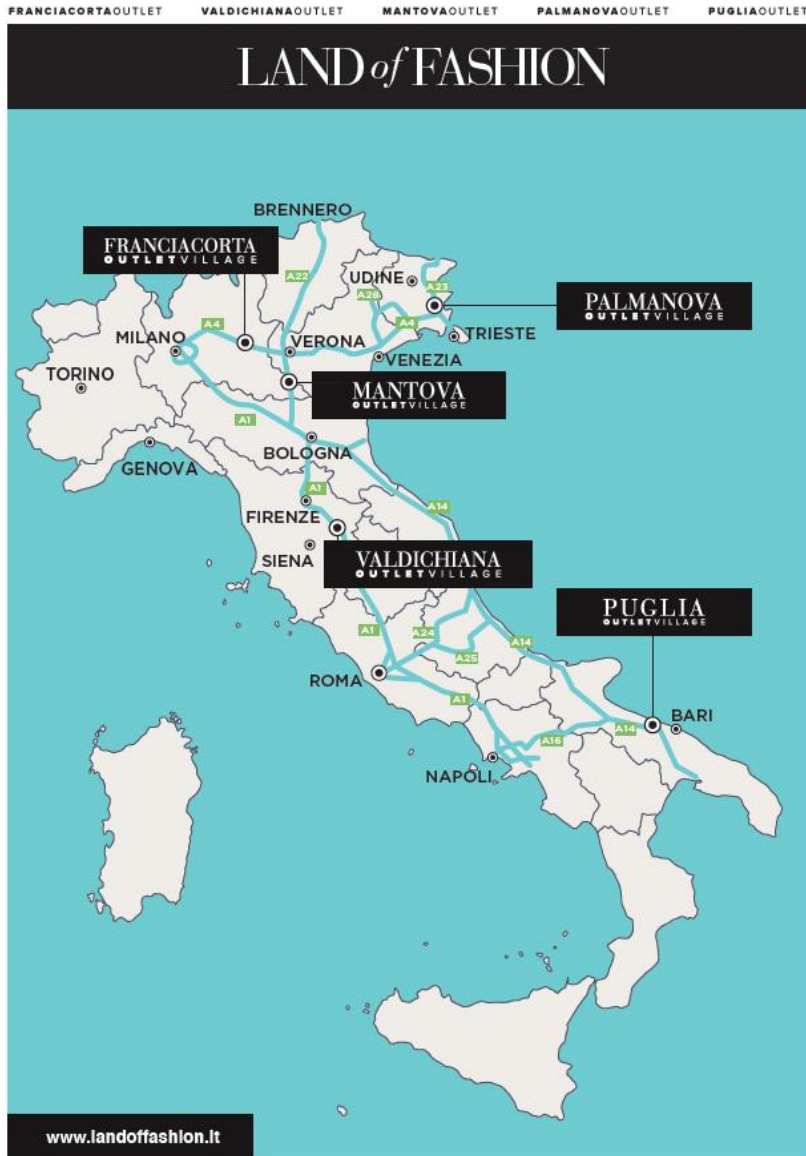 FRANCIACORTAOUTLET VALDICHIANAOUTLET MANTOVAOUTLET PALMANOVAOUTLET PUGLIAOUTLET
LAND of FASHION
BRENNERO
FRANCIACORTA
OUTLETVILLAGE
A22
UDINE
A23
A28
PALMANOVA
OUTLETVILLAGE
A4
A4
MILANO
VERONA
TRIESTE
VENEZIA
TORINO
MANTOVA
OUTLETVILLAGE
A1
BOLOGNA
GENOVA
A1
A14
FIRENZE
SIENA
VALDICHIANA
OUTLETVILLAGE
PUGLIA
OUTLETVILLAGE
A1
A24
A14
A25
ROMA
A1
BARI
A14
A16
NAPOLI
www.landoffashion.it